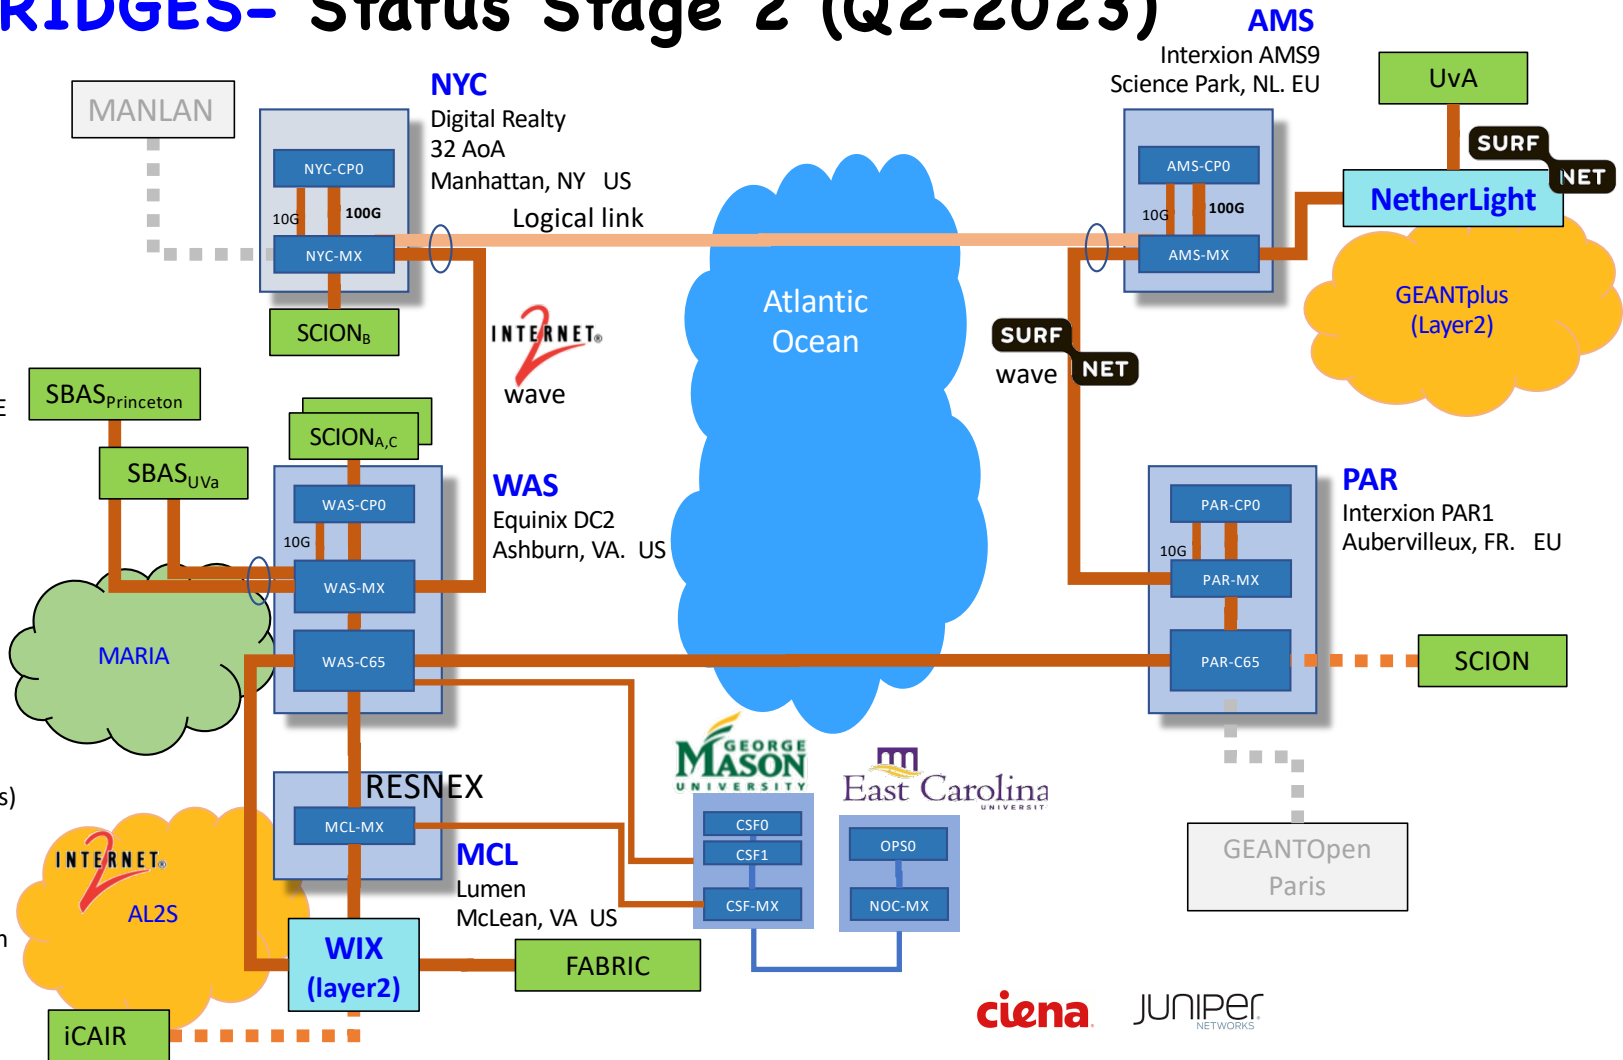 RIDGES– Status Stage 2 (Q2–2023)
AMS
Interxion AMS9
Science Park, NL. EU
UvA
SURF
NET
NetherLight
GEANTplus
(Layer2)
MANLAN
NYC
Digital Realty
32 AoA
Manhattan, NY US
NYC-CP0
10G
100G
NYC-MX
Logical link
AMS-CP0
10G
100G
AMS-MX
SCIONB
INTERNET®
2
wave
Atlantic
Ocean
SURF
NET
wave
SBASPrinceton
E
SBASUVa
SCIONA,C
WAS
Equinix DC2
Ashburn, VA. US
WAS-CP0
10G
WAS-MX
WAS-C65
MARIA
PAR
Interxion PAR1
Aubervilleux, FR. EU
PAR-CP0
10G
PAR-MX
PAR-C65
SCION
s)
RESNEX
MCL-MX
MCL
Lumen
McLean, VA US
GEORGE
MASON
UNIVERSITY
East Carolina
UNIVERSIT
CSF0
CSF1
CSF-MX
OPS0
NOC-MX
GEANTOpen
Paris
INTERNET®
2
AL2S
WIX
(layer2)
FABRIC
iCAIR
ciena.
JUNIPER
NETWORKS